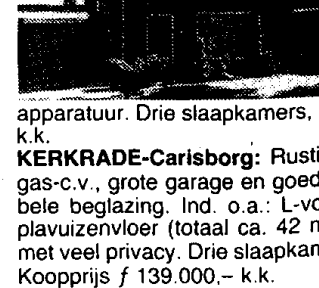 apparatuur. Drie slaapkamers,
k.k.
KERKRADE-Carisborg: Rusti
gas-c.v., grote garage en goed
bele beglazing. Ind. o.a.: L-vo
plavuizenvloer (totaal ca. 42 m
met veel privacy. Drie slaapkan
Koopprijs ƒ 139.000,– k.k.